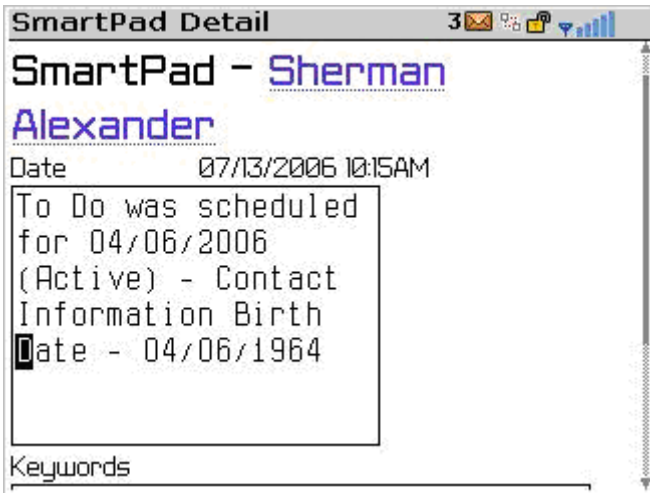 SmartPad Detail 3
SmartPad - Sherman
Alexander
Date 07/13/2006 10:15AM
To Do was scheduled
for 04/06/2006
(Active) - Contact
Information Birth
Date - 04/06/1964
Keywords